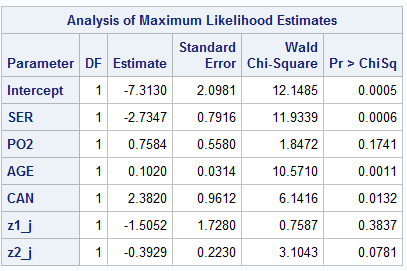 Analysis of Maximum Likelihood Estimates
Parameter DF Estimate Standard Error Wald Chi-Square Pr > ChiSq
Intercept 1 -7.3130 2.0981 12.1485 0.0005
SER 1 -2.7347 0.7916 11.9339 0.0006
PO2 1 0.7584 0.5580 1.8472 0.1741
AGE 1 0.1020 0.0314 10.5710 0.0011
CAN 1 2.3820 0.9612 6.1416 0.0132
z1_j 1 -1.5052 1.7280 0.7587 0.3837
z2_j 1 -0.3929 0.2230 3.1043 0.0781